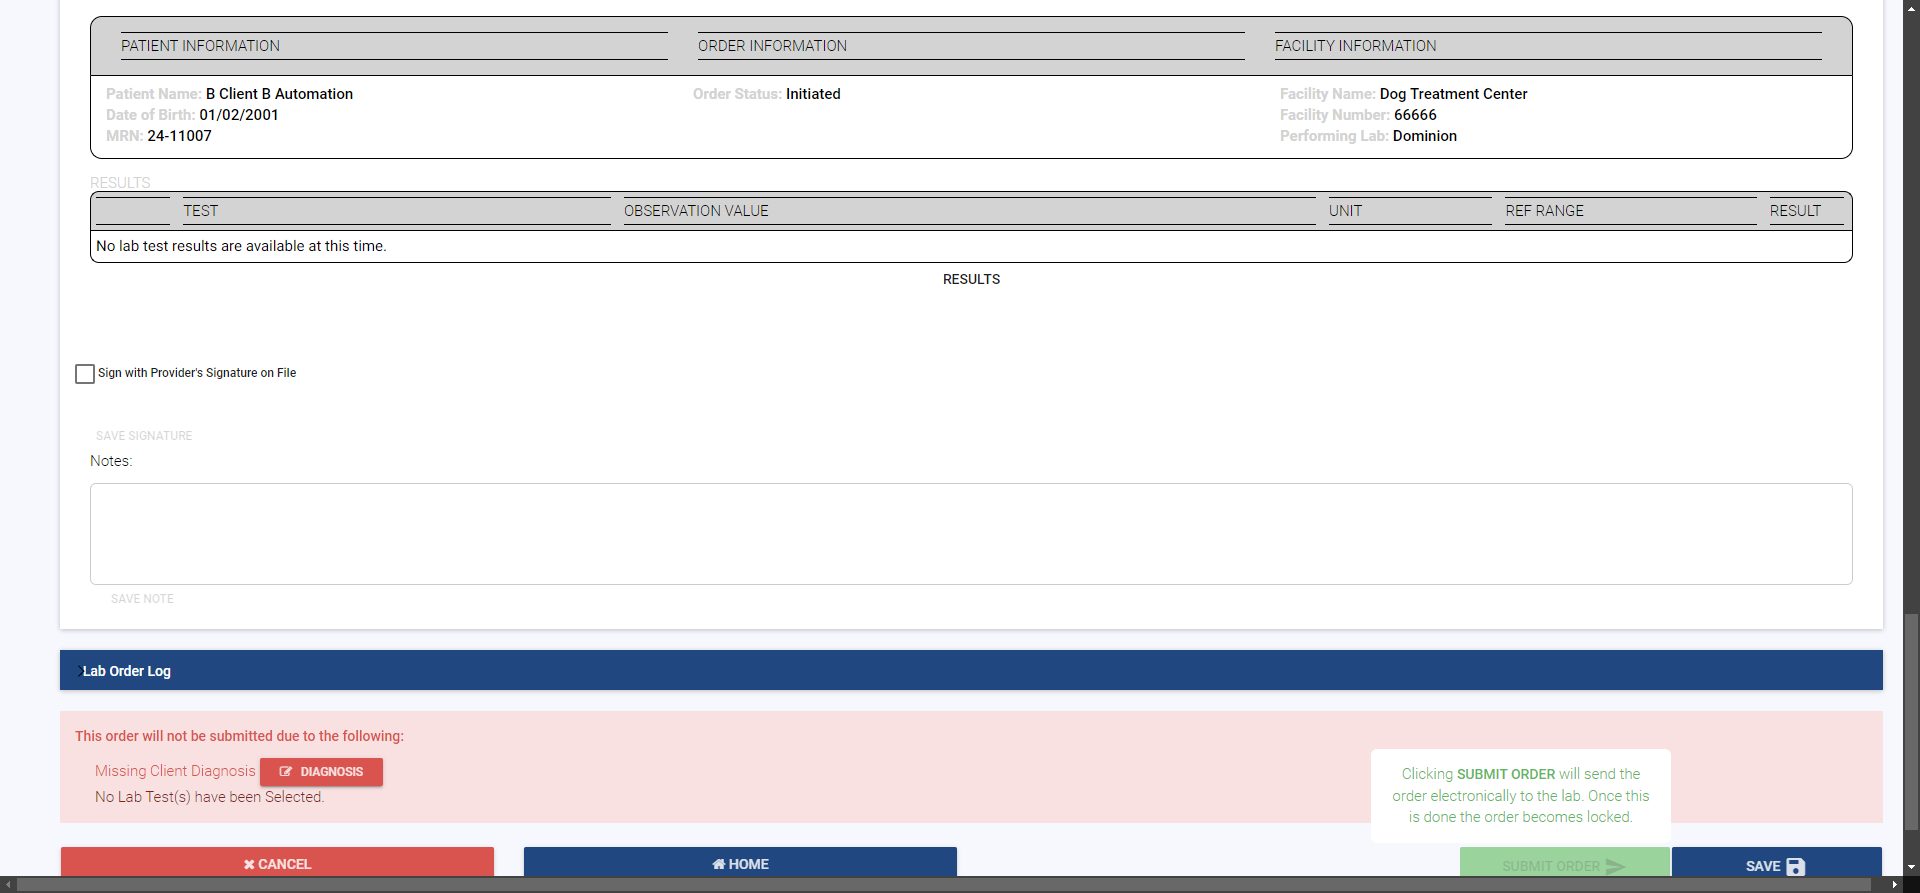 PATIENT INFORMATION ORDER INFORMATION FACILITY INFORMATION
Patient Name: B Client B Automation Order Status: Initiated Facility Name: Dog Treatment Center
Date of Birth: 01/02/2001 Facility Number: 66666
MRN: 24-11007 Performing Lab: Dominion
RESULTS
TEST OBSERVATION VALUE UNIT REF RANGE RESULT
No lab test results are available at this time.
RESULTS
Sign with Provider's Signature on File
SAVE SIGNATURE
Notes:
SAVE NOTE
Lab Order Log
This order will not be submitted due to the following:
Missing Client Diagnosis DIAGNOSIS
No Lab Test(s) have been Selected.
Clicking SUBMIT ORDER will send the
order electronically to the lab. Once this
is done the order becomes locked.
CANCEL HOME SUBMIT ORDER SAVE